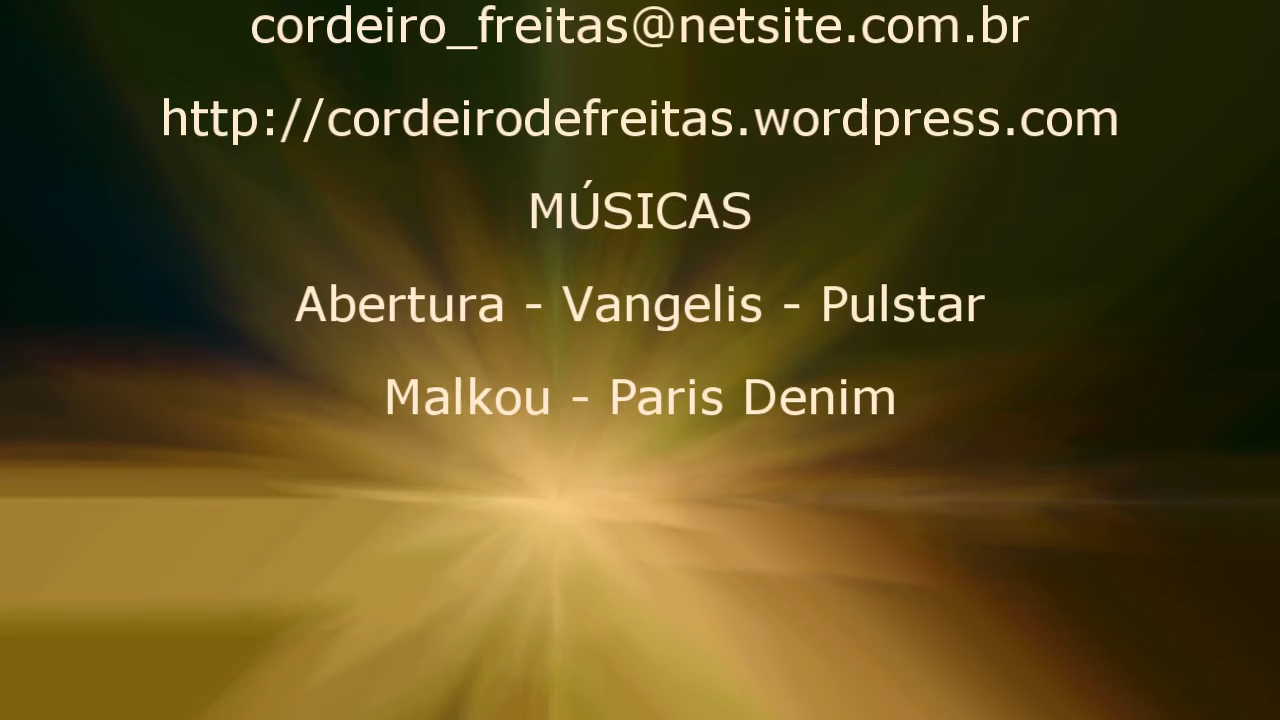 cordeiro_freitas@netsite.com.br
http://cordeirodefreitas.wordpress.com
MÚSICAS
Abertura - Vangelis - Pulstar
Malkou - Paris Denim